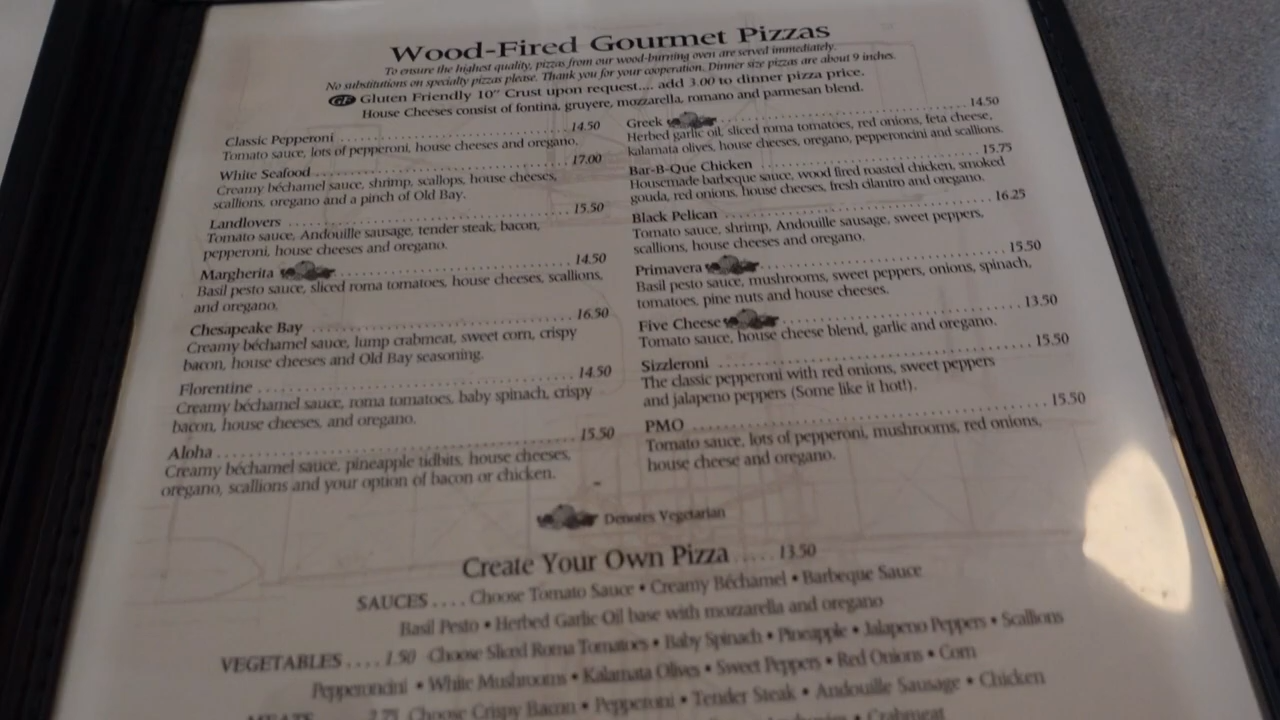 Wood-Fired Gourmet Pizzas
To ensure the highest quality, pizzas from our wood-burning oven are served immediately.
No substitutions on specialty pizzas please. Thank you for your cooperation. Dinner size pizzas are about 9 inches.
GF Gluten Friendly 10" Crust upon request.... add 3.00 to dinner pizza price.
House Cheeses consist of fontina, gruyere, mozzarella, romano and parmesan blend.
Classic Pepperoni 14.50
Tomato sauce, lots of pepperoni, house cheeses and oregano.
White Seafood 17.00
Creamy béchamel sauce, shrimp, scallops, house cheeses,
scallions, oregano and a pinch of Old Bay.
Landlovers 15.50
Tomato sauce, Andouille sausage, tender steak, bacon,
pepperoni, house cheeses and oregano.
Margherita 14.50
Basil pesto sauce, sliced roma tomatoes, house cheeses, scallions,
and oregano.
Chesapeake Bay 16.50
Creamy béchamel sauce, lump crabmeat, sweet corn, crispy
bacon, house cheeses and Old Bay seasoning.
Florentine 14.50
Creamy béchamel sauce, roma tomatoes, baby spinach, crispy
bacon, house cheeses, and oregano.
Aloha 15.50
Creamy béchamel sauce, pineapple tidbits, house cheeses,
oregano, scallions and your option of bacon or chicken.
Greek 14.50
Herbed garlic oil, sliced roma tomatoes, red onions, feta cheese,
kalamata olives, house cheeses, oregano, pepperoncini and scallions.
Bar-B-Que Chicken 15.75
Housemade barbeque sauce, wood fired roasted chicken, smoked
gouda, red onions, house cheeses, fresh cilantro and oregano.
Black Pelican 16.25
Tomato sauce, shrimp, Andouille sausage, sweet peppers,
scallions, house cheeses and oregano.
Primavera 15.50
Basil pesto sauce, mushrooms, sweet peppers, onions, spinach,
tomatoes, pine nuts and house cheeses.
Five Cheese 13.50
Tomato sauce, house cheese blend, garlic and oregano.
Sizzleroni 15.50
The classic pepperoni with red onions, sweet peppers
and jalapeno peppers (Some like it hot!).
PMO 15.50
Tomato sauce, lots of pepperoni, mushrooms, red onions,
house cheese and oregano.
Denotes Vegetarian
Create Your Own Pizza ..... 13.50
SAUCES .... Choose Tomato Sauce • Creamy Béchamel • Barbeque Sauce
Basil Pesto • Herbed Garlic Oil base with mozzarella and oregano
VEGETABLES .... 1.50 Choose Sliced Roma Tomatoes • Baby Spinach • Pineapple • Jalapeno Peppers • Scallions
Pepperoncini • White Mushrooms • Kalamata Olives • Sweet Peppers • Red Onions • Corn
MEATS 2.75 Choose Crispy Bacon • Pepperoni • Tender Steak • Andouille Sausage • Chicken
• Crabmeat